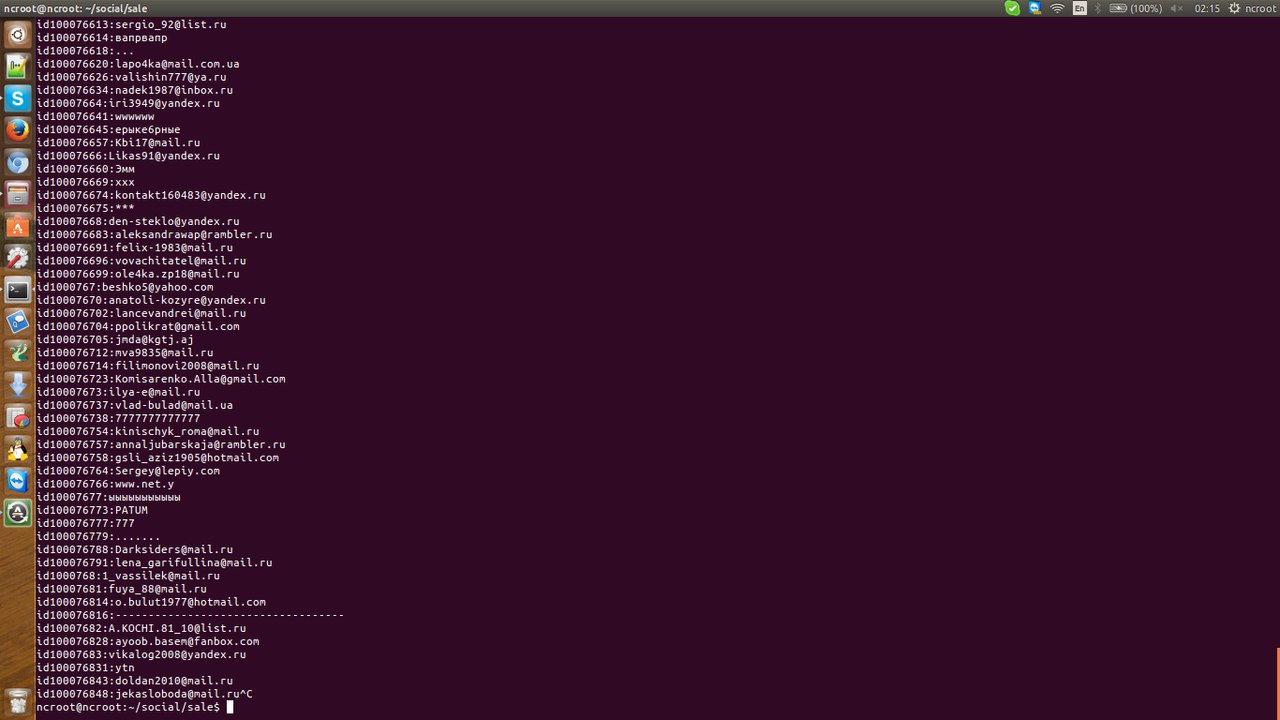 ncroot@ncroot: ~/social/sale En (100%) 02:15 ncroot
id100076613:sergio_92@list.ru
id100076614:вапрвапр
id100076618:...
id100076620:lapo4ka@mail.com.ua
id100076626:valishin777@ya.ru
id100076634:nadek1987@inbox.ru
id10007664:iri3949@yandex.ru
id100076641:wwwwww
id100076645:ерыке6рные
id100076657:Kbi17@mail.ru
id10007666:Likas91@yandex.ru
id100076660:Эмм
id100076669:xxx
id100076674:kontakt160483@yandex.ru
id100076675:***
id10007668:den-steklo@yandex.ru
id100076683:aleksandrawap@rambler.ru
id100076691:felix-1983@mail.ru
id100076696:vovachitatel@mail.ru
id100076699:ole4ka.zp18@mail.ru
id1000767:beshko5@yahoo.com
id10007670:anatoli-kozyre@yandex.ru
id100076702:lancevandrei@mail.ru
id100076704:ppolikrat@gmail.com
id100076705:jmda@kgtj.aj
id100076712:mva9835@mail.ru
id100076714:filimonovi2008@mail.ru
id100076723:Komisarenko.Alla@gmail.com
id10007673:ilya-e@mail.ru
id100076737:vlad-bulad@mail.ua
id100076738:7777777777777
id100076754:kinischyk_roma@mail.ru
id100076757:annaljubarskaja@rambler.ru
id100076758:gsli_aziz1905@hotmail.com
id100076764:Sergey@lepiy.com
id100076766:www.net.y
id10007677:ыыыыыыыыыыы
id100076773:PATUM
id100076777:777
id100076779:.......
id100076788:Darksiders@mail.ru
id100076791:lena_garifullina@mail.ru
id1000768:1_vassilek@mail.ru
id10007681:fuya_88@mail.ru
id100076814:o.bulut1977@hotmail.com
id100076816:-----------------------------------
id10007682:A.KOCHI.81_10@list.ru
id100076828:ayoob.basem@fanbox.com
id10007683:vikalog2008@yandex.ru
id100076831:ytn
id100076843:doldan2010@mail.ru
id100076848:jekasloboda@mail.ru^C
ncroot@ncroot:~/social/sale$